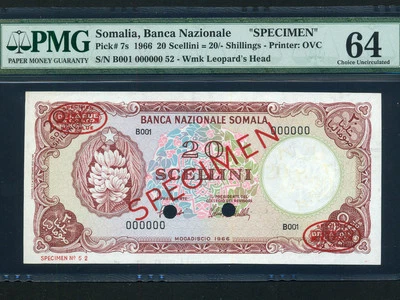 PMG
PAPER MONEY GUARANTY
Somalia, Banca Nazionale "SPECIMEN"
Pick# 7s 1966 20 Scellini = 20/- Shillings - Printer: OVC
S/N B001 000000 52 - Wmk Leopard's Head
64
Choice Uncirculated
BANCA NAZIONALE SOMALA
B001
000000
20
SCELLINI
SPECIMEN
000000
B001
MOGADISCIO 1966
SPECIMEN Nº 5 2